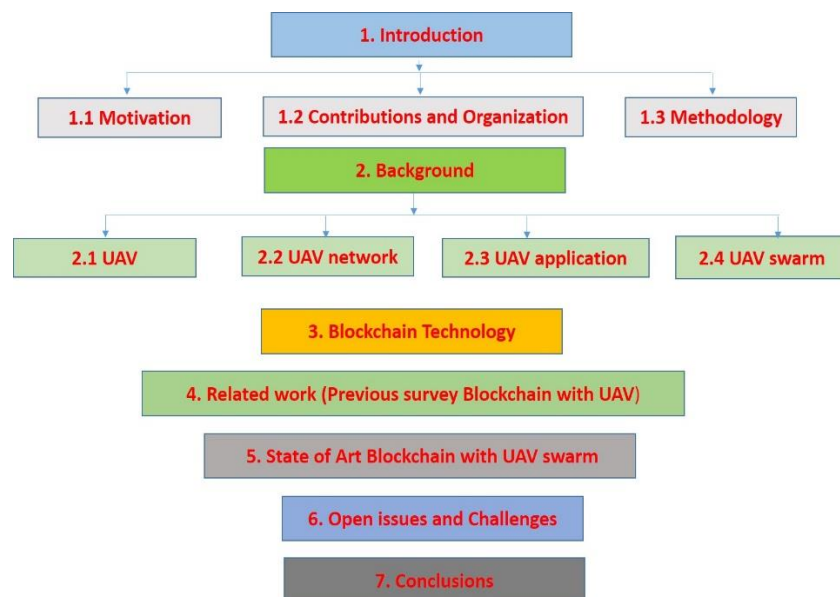 1. Introduction
1.1 Motivation
1.2 Contributions and Organization
1.3 Methodology
2. Background
2.1 UAV
2.2 UAV network
2.3 UAV application
2.4 UAV swarm
3. Blockchain Technology
4. Related work (Previous survey Blockchain with UAV)
5. State of Art Blockchain with UAV swarm
6. Open issues and Challenges
7. Conclusions